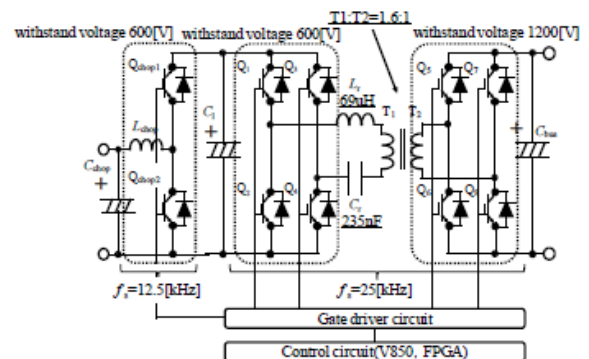 T1:T2=1.6:1
withstand voltage 600[V]
withstand voltage 600[V]
withstand voltage 1200[V]
Qchop1
Q1
Q3
Q5
Q7
Lr
69uH
T1
T2
C1
+
Lchop
Cchop
+
Qchop2
Q2
Q4
Cr
235nF
Q6
Q8
+
Cbus
fs=12.5[kHz]
fs=25[kHz]
Gate driver circuit
Control circuit(V850, FPGA)